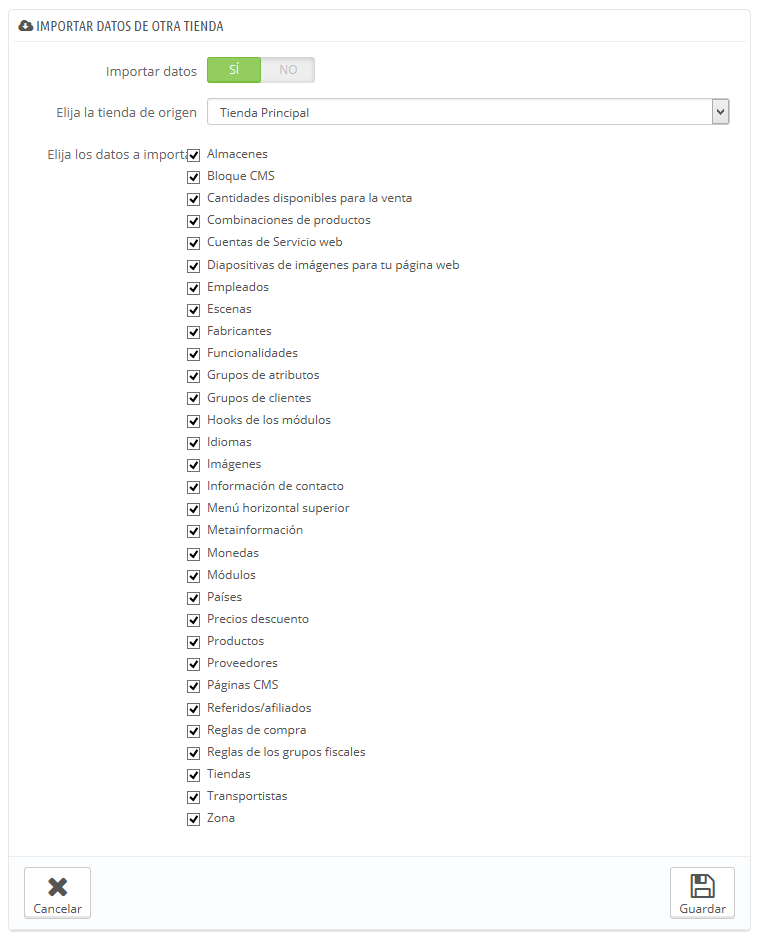 IMPORTAR DATOS DE OTRA TIENDA
Importar datos SÍ NO
Elija la tienda de origen Tienda Principal
Elija los datos a importa Almacenes
Bloque CMS
Cantidades disponibles para la venta
Combinaciones de productos
Cuentas de Servicio web
Diapositivas de imágenes para tu página web
Empleados
Escenas
Fabricantes
Funcionalidades
Grupos de atributos
Grupos de clientes
Hooks de los módulos
Idiomas
Imágenes
Información de contacto
Menú horizontal superior
Metainformación
Monedas
Módulos
Países
Precios descuento
Productos
Proveedores
Páginas CMS
Referidos/afiliados
Reglas de compra
Reglas de los grupos fiscales
Tiendas
Transportistas
Zona
Cancelar Guardar